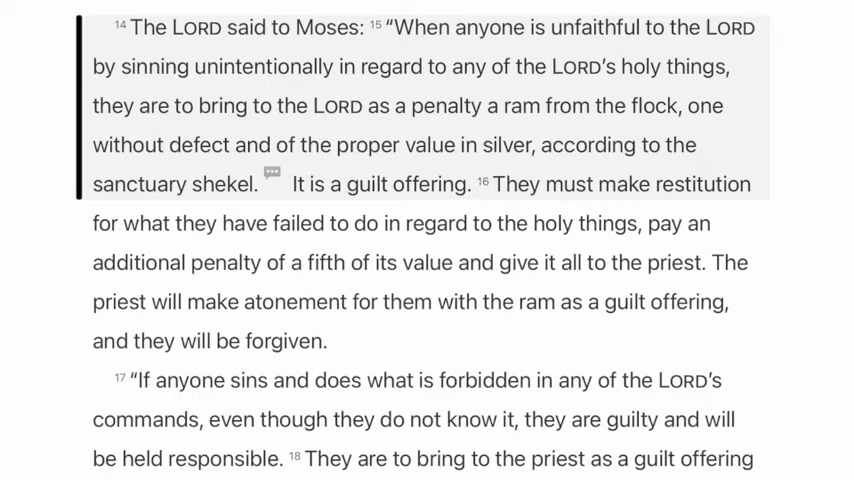 14 The LORD said to Moses: 15 “When anyone is unfaithful to the LORD
by sinning unintentionally in regard to any of the LORD’s holy things,
they are to bring to the LORD as a penalty a ram from the flock, one
without defect and of the proper value in silver, according to the
sanctuary shekel. It is a guilt offering. 16 They must make restitution
for what they have failed to do in regard to the holy things, pay an
additional penalty of a fifth of its value and give it all to the priest. The
priest will make atonement for them with the ram as a guilt offering,
and they will be forgiven.
17 “If anyone sins and does what is forbidden in any of the LORD’s
commands, even though they do not know it, they are guilty and will
be held responsible. 18 They are to bring to the priest as a guilt offering